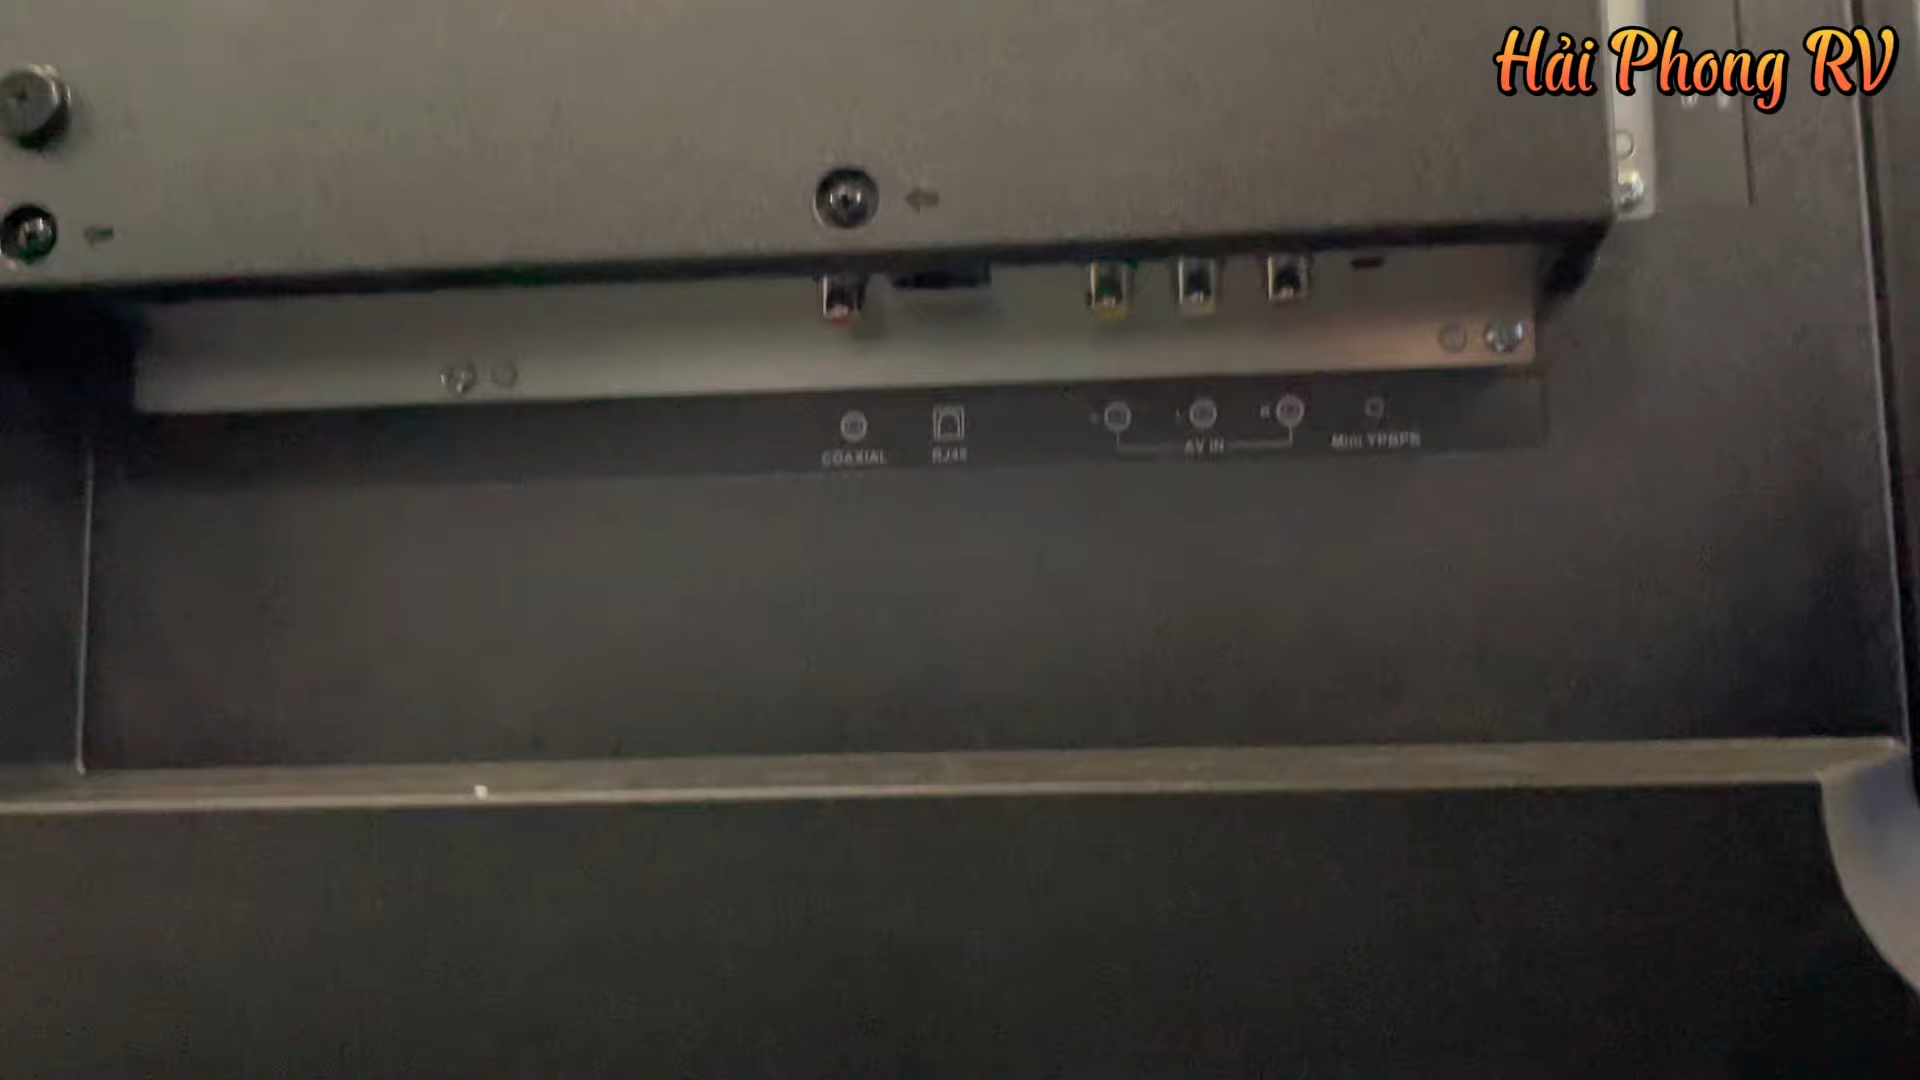 Hải Phong RV
COAXIAL
RJ45
L
R
AV IN
Mini YPBPR